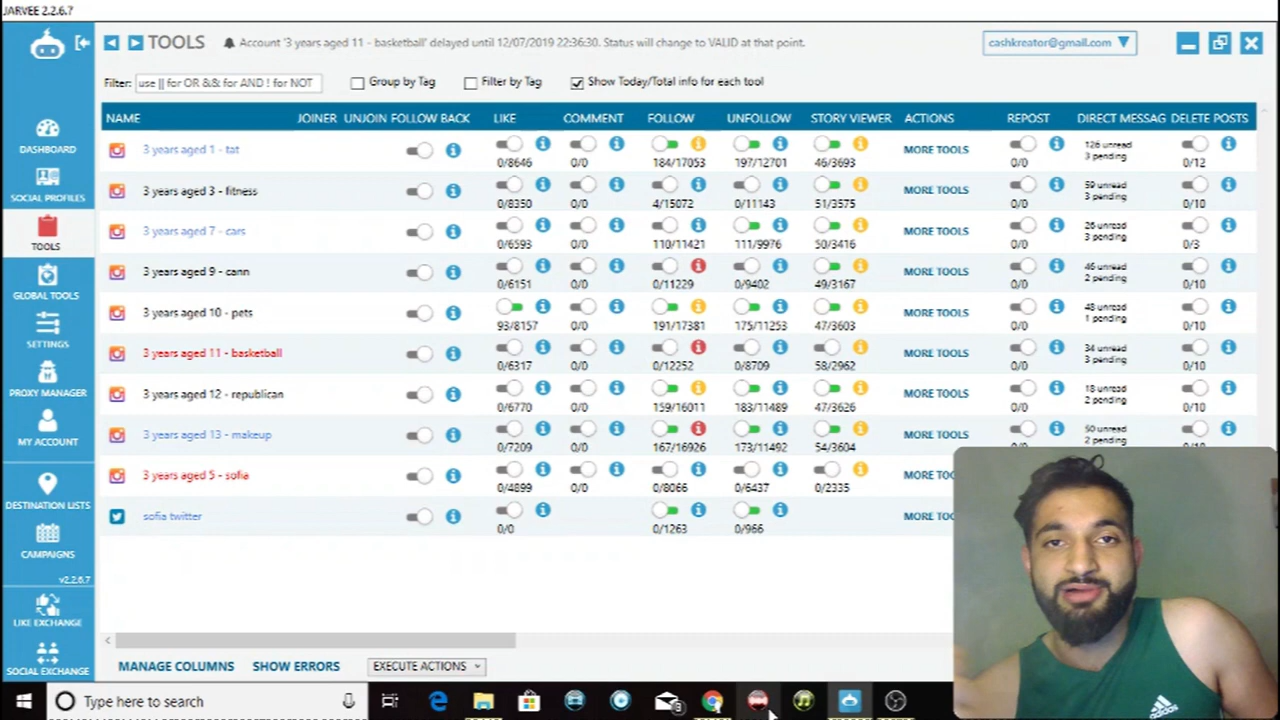 JARVEE 2.2.6.7
TOOLS Account '3 years aged 11 - basketball' delayed until 12/07/2019 22:36:30. Status will change to VALID at that point. cashkreator@gmail.com
Filter: use || for OR && for AND ! for NOT Group by Tag Filter by Tag Show Today/Total info for each tool
NAME JOINER UNJOIN FOLLOW BACK LIKE COMMENT FOLLOW UNFOLLOW STORY VIEWER ACTIONS REPOST DIRECT MESSAG DELETE POSTS
3 years aged 1 - tat MORE TOOLS 126 unread
0/8646 0/0 184/17053 197/12701 46/3693 0/0 3 pending 0/12
3 years aged 3 - fitness MORE TOOLS 59 unread
0/8350 0/0 4/15072 0/11143 51/3575 0/0 3 pending 0/10
3 years aged 7 - cars MORE TOOLS 26 unread
0/6593 0/0 110/11421 111/9976 50/3416 0/0 3 pending 0/3
3 years aged 9 - cann MORE TOOLS 46 unread
0/6151 0/0 0/11229 0/9402 49/3167 0/0 2 pending 0/10
3 years aged 10 - pets MORE TOOLS 48 unread
93/8157 0/0 191/17381 175/11253 47/3603 0/0 1 pending 0/10
3 years aged 11 - basketball MORE TOOLS 34 unread
0/6317 0/0 0/12252 0/8709 58/2962 0/0 3 pending 0/10
3 years aged 12 - republican MORE TOOLS 18 unread
0/6770 0/0 159/16011 183/11489 47/3626 0/0 2 pending 0/10
3 years aged 13 - makeup MORE TOOLS 50 unread
0/7209 0/0 167/16926 173/11492 54/3604 2 pending
3 years aged 5 - sofia MORE TOO
0/4899 0/0 0/8066 0/6437 0/2335
sofia twitter MORE TOO
0/0 0/1263 0/966
DASHBOARD
SOCIAL PROFILES
TOOLS
GLOBAL TOOLS
SETTINGS
PROXY MANAGER
MY ACCOUNT
DESTINATION LISTS
CAMPAIGNS
v2.2.6.7
LIKE EXCHANGE
SOCIAL EXCHANGE
MANAGE COLUMNS SHOW ERRORS EXECUTE ACTIONS
Type here to search
adidas